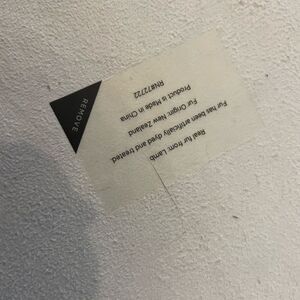 Real fur from: Lamb
Fur has been artificially dyed and treated.
Fur Origin: New Zealand
Product is Made in China
RN#172722
REMOVE